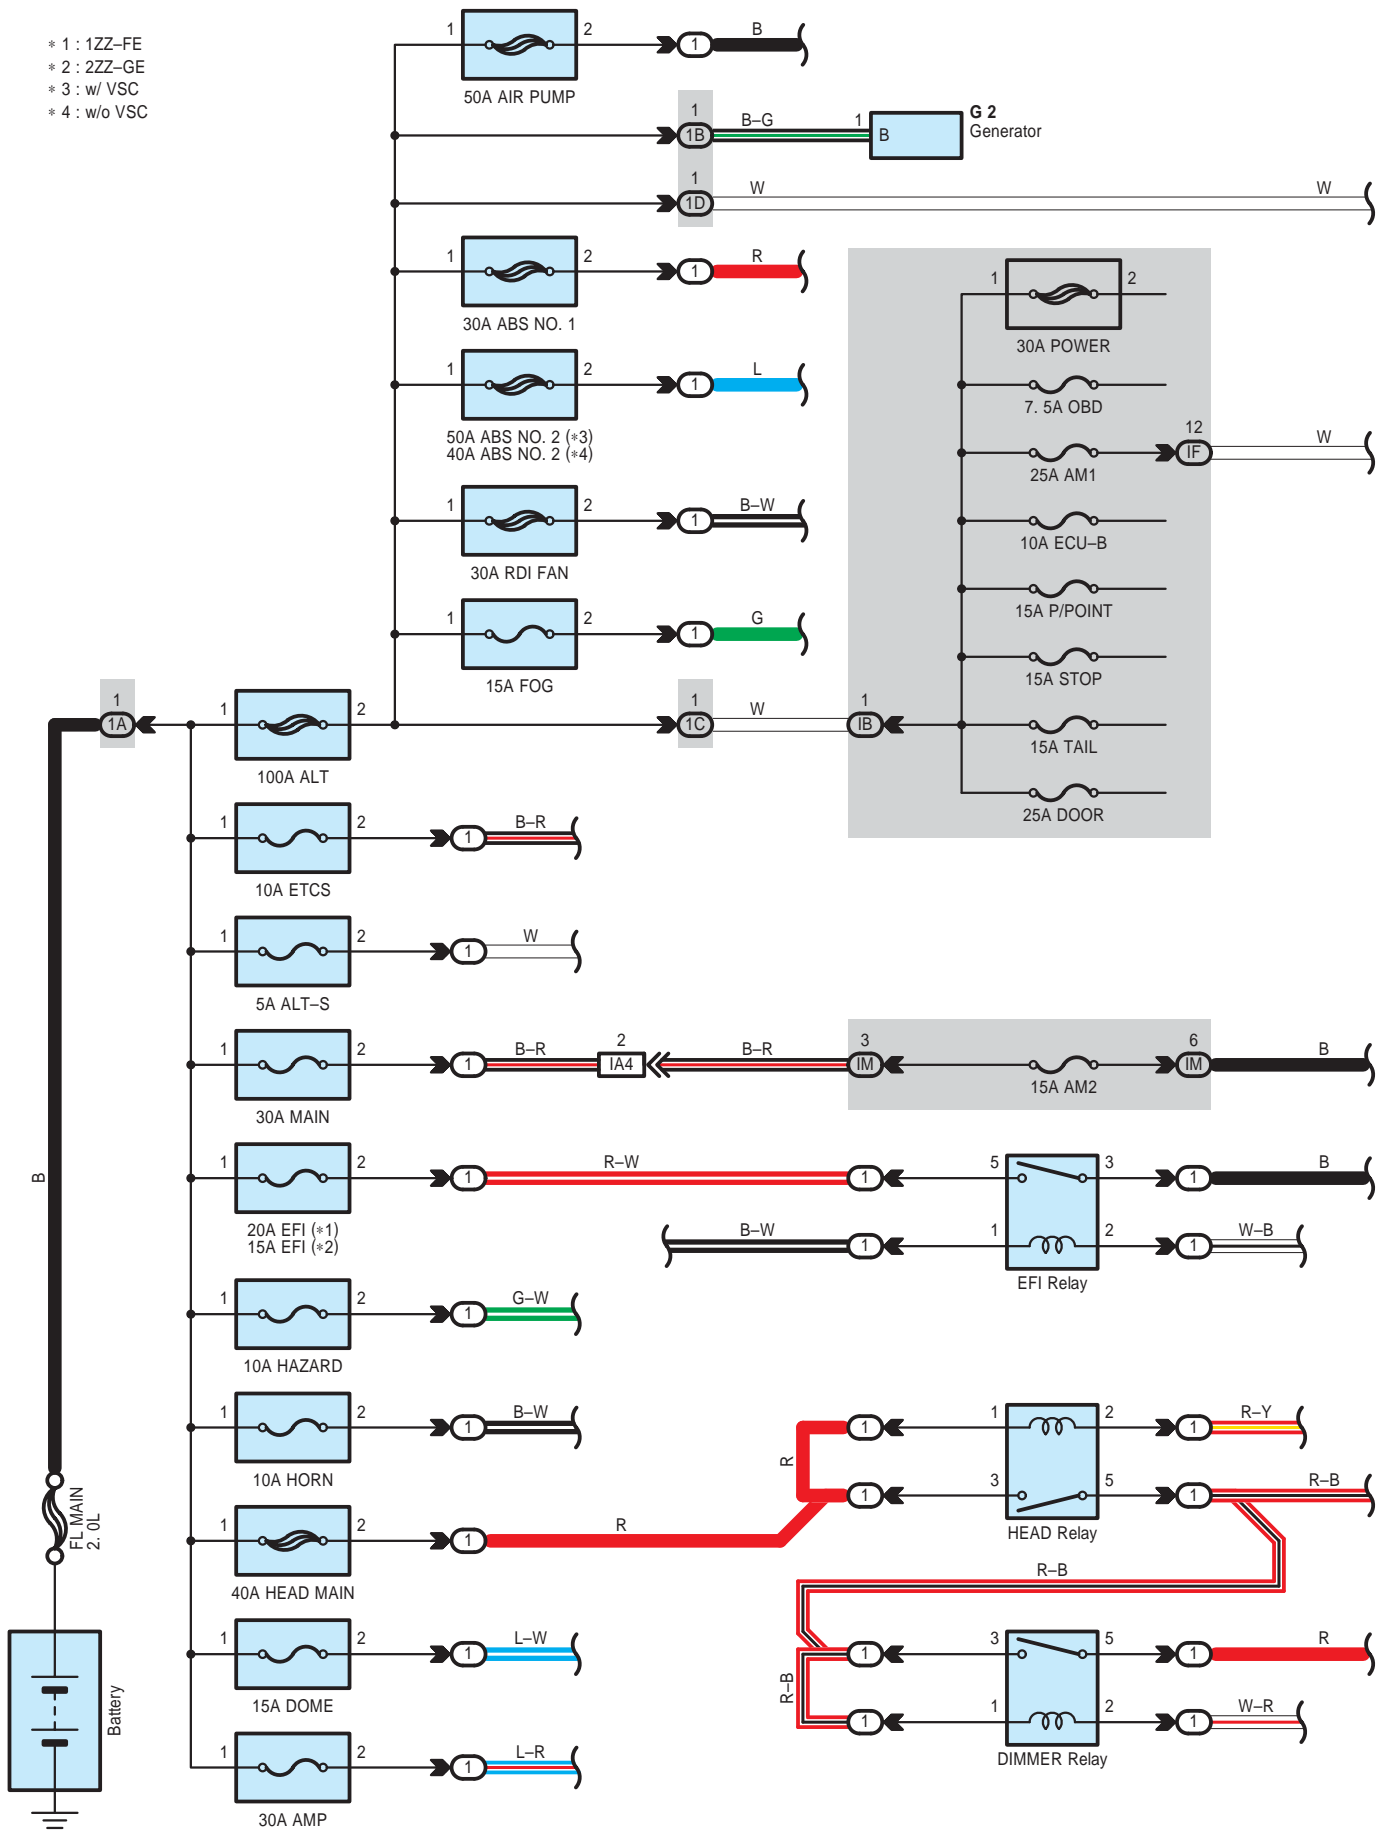 * 1 : 1ZZ–FE
* 2 : 2ZZ–GE
* 3 : w/ VSC
* 4 : w/o VSC
1 2 1 B
50A AIR PUMP
1
1B B–G 1 B G 2
Generator
1
1D W W
1 2 1 R
30A ABS NO. 1
1 2 1 L
50A ABS NO. 2 (*3)
40A ABS NO. 2 (*4)
1 2 1 B–W
30A RDI FAN
1 2 1 G
15A FOG
1 2
30A POWER
7. 5A OBD
12
IF W
25A AM1
10A ECU–B
15A P/POINT
15A STOP
15A TAIL
25A DOOR
1
1A
1 2
100A ALT
1
1C W
1
IB
1 2 1 B–R
10A ETCS
1 2 1 W
5A ALT–S
1 2 1 B–R
2
IA4 B–R
3
IM
15A AM2
6
IM B
30A MAIN
1 2 1 R–W 1 5 3 1 B
20A EFI (*1)
15A EFI (*2)
B–W 1 1 2 1 W–B
EFI Relay
1 2 1 G–W
10A HAZARD
1 2 1 B–W
10A HORN
R
1 1 2 1 R–Y
1 3 5 1 R–B
HEAD Relay
1 2 1 R
40A HEAD MAIN
R–B
1 2 1 L–W
15A DOME
R–B
1 3 5 1 R
1 1 2 1 W–R
DIMMER Relay
1 2 1 L–R
30A AMP
B
FL MAIN
2. 0L
Battery